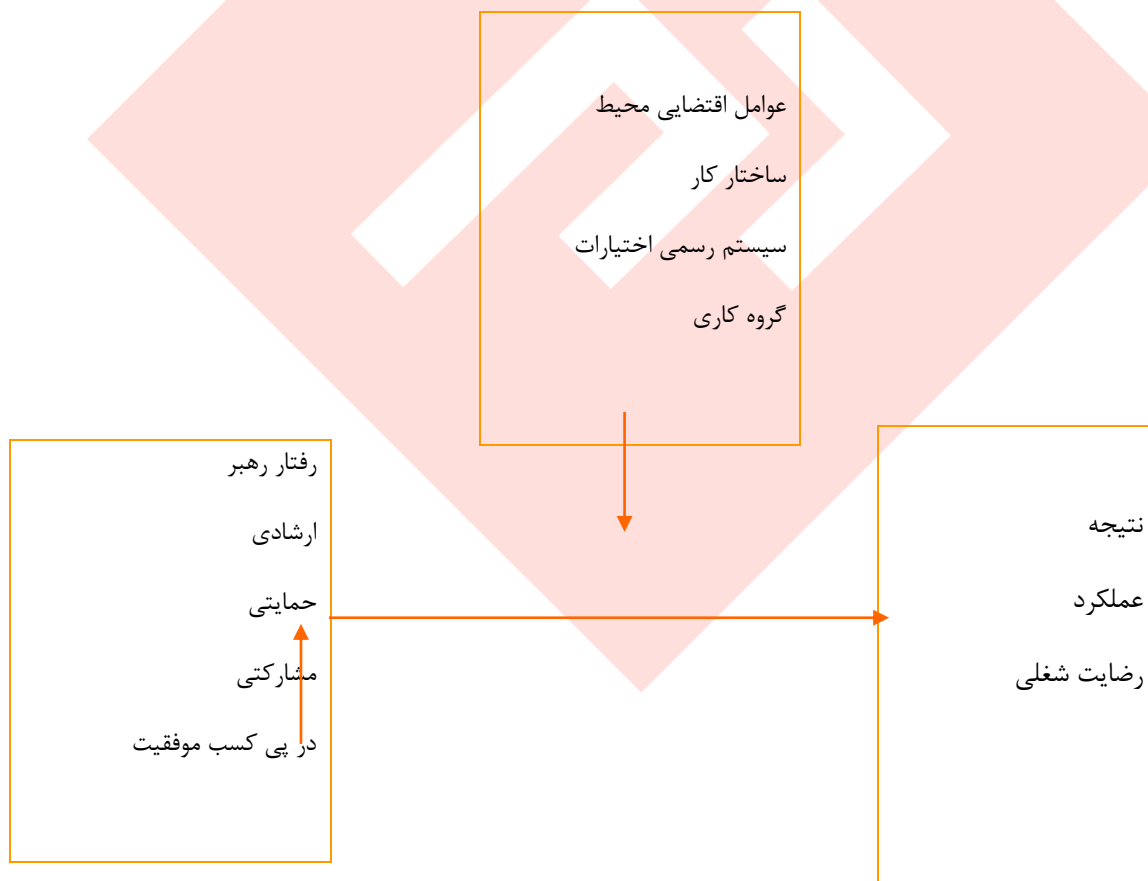 عوامل اقتضایی محیط
ساختار کار
سیستم رسمی اختیارات
گروه کاری
نتیجه
عملکرد
رضایت شغلی
رفتار رهبر
ارشادی
حمایتی
مشارکتی
در پی کسب موفقیت